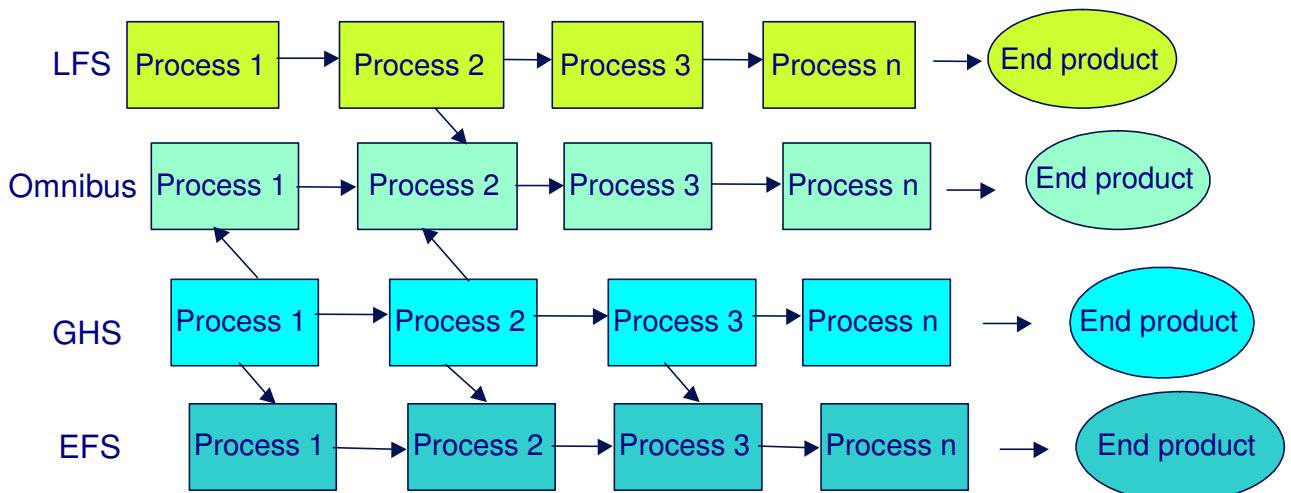 LFS Process 1 Process 2 Process 3 Process n End product
Omnibus Process 1 Process 2 Process 3 Process n End product
GHS Process 1 Process 2 Process 3 Process n End product
EFS Process 1 Process 2 Process 3 Process n End product